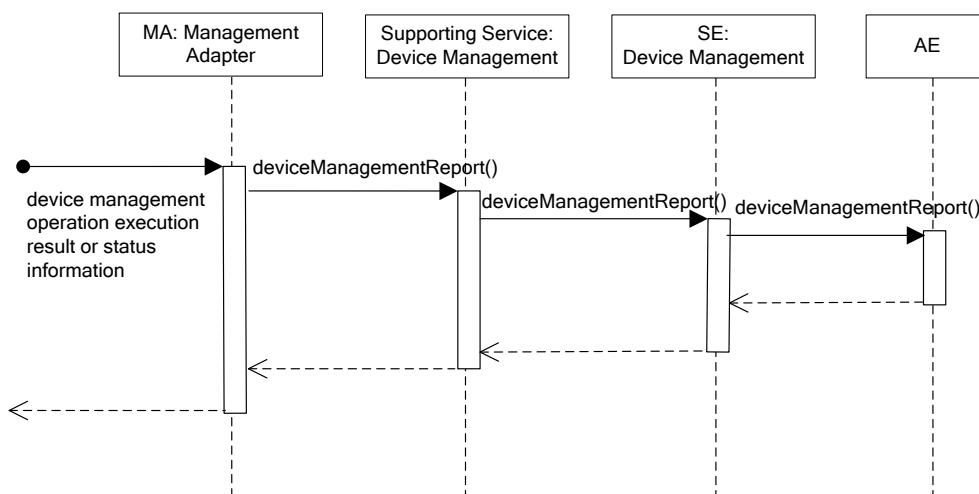 MA: Management
Adapter
Supporting Service:
Device Management
SE:
Device Management
AE
deviceManagementReport()
deviceManagementReport()
deviceManagementReport()
device management
operation execution
result or status
information